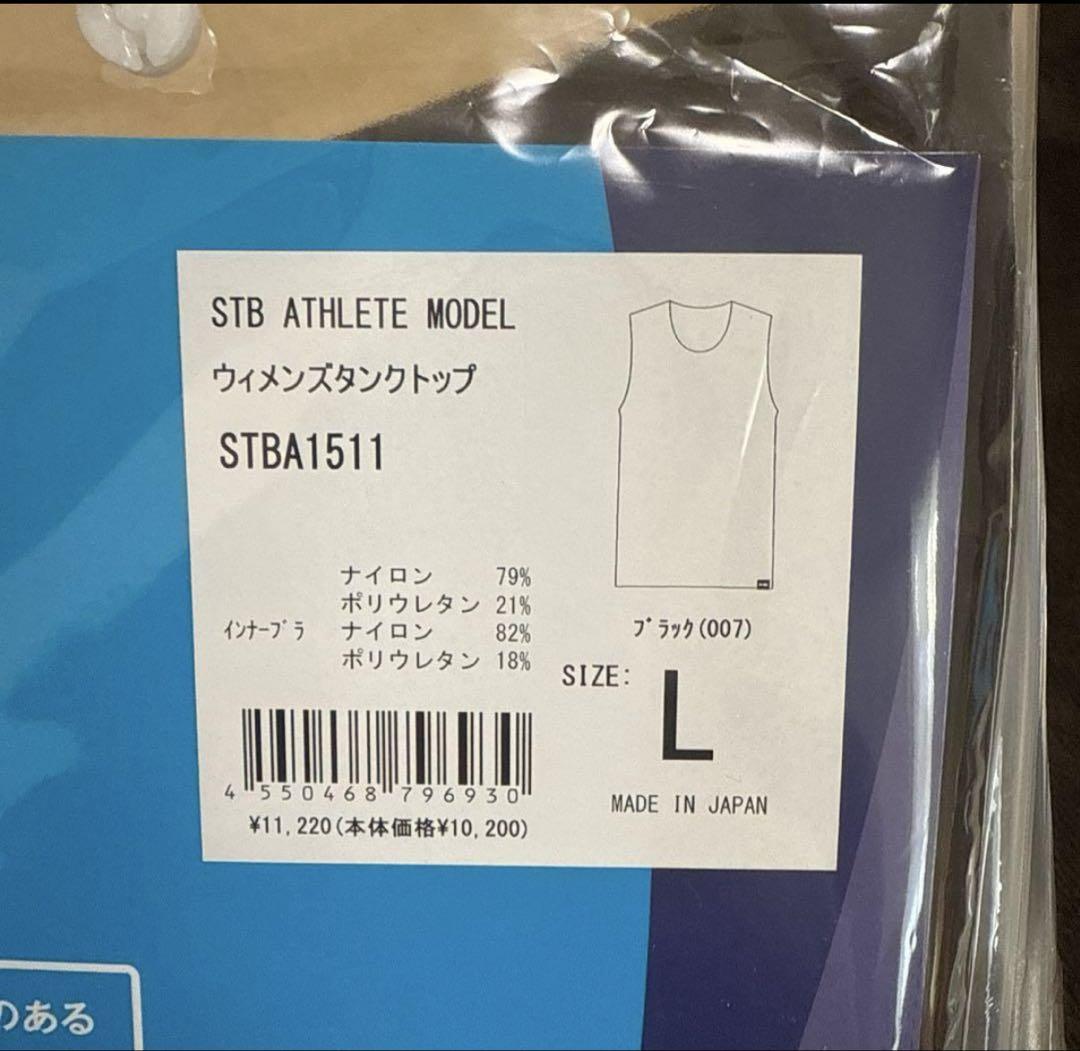 STB ATHLETE MODEL
ウィメンズタンクトップ
STBA1511
ナイロン 79%
ポリウレタン 21%
インナーブラ ナイロン 82%
ポリウレタン 18%
ブラック(007)
SIZE: L
4 550468 796930
¥11,220(本体価格¥10,200)
MADE IN JAPAN
のある